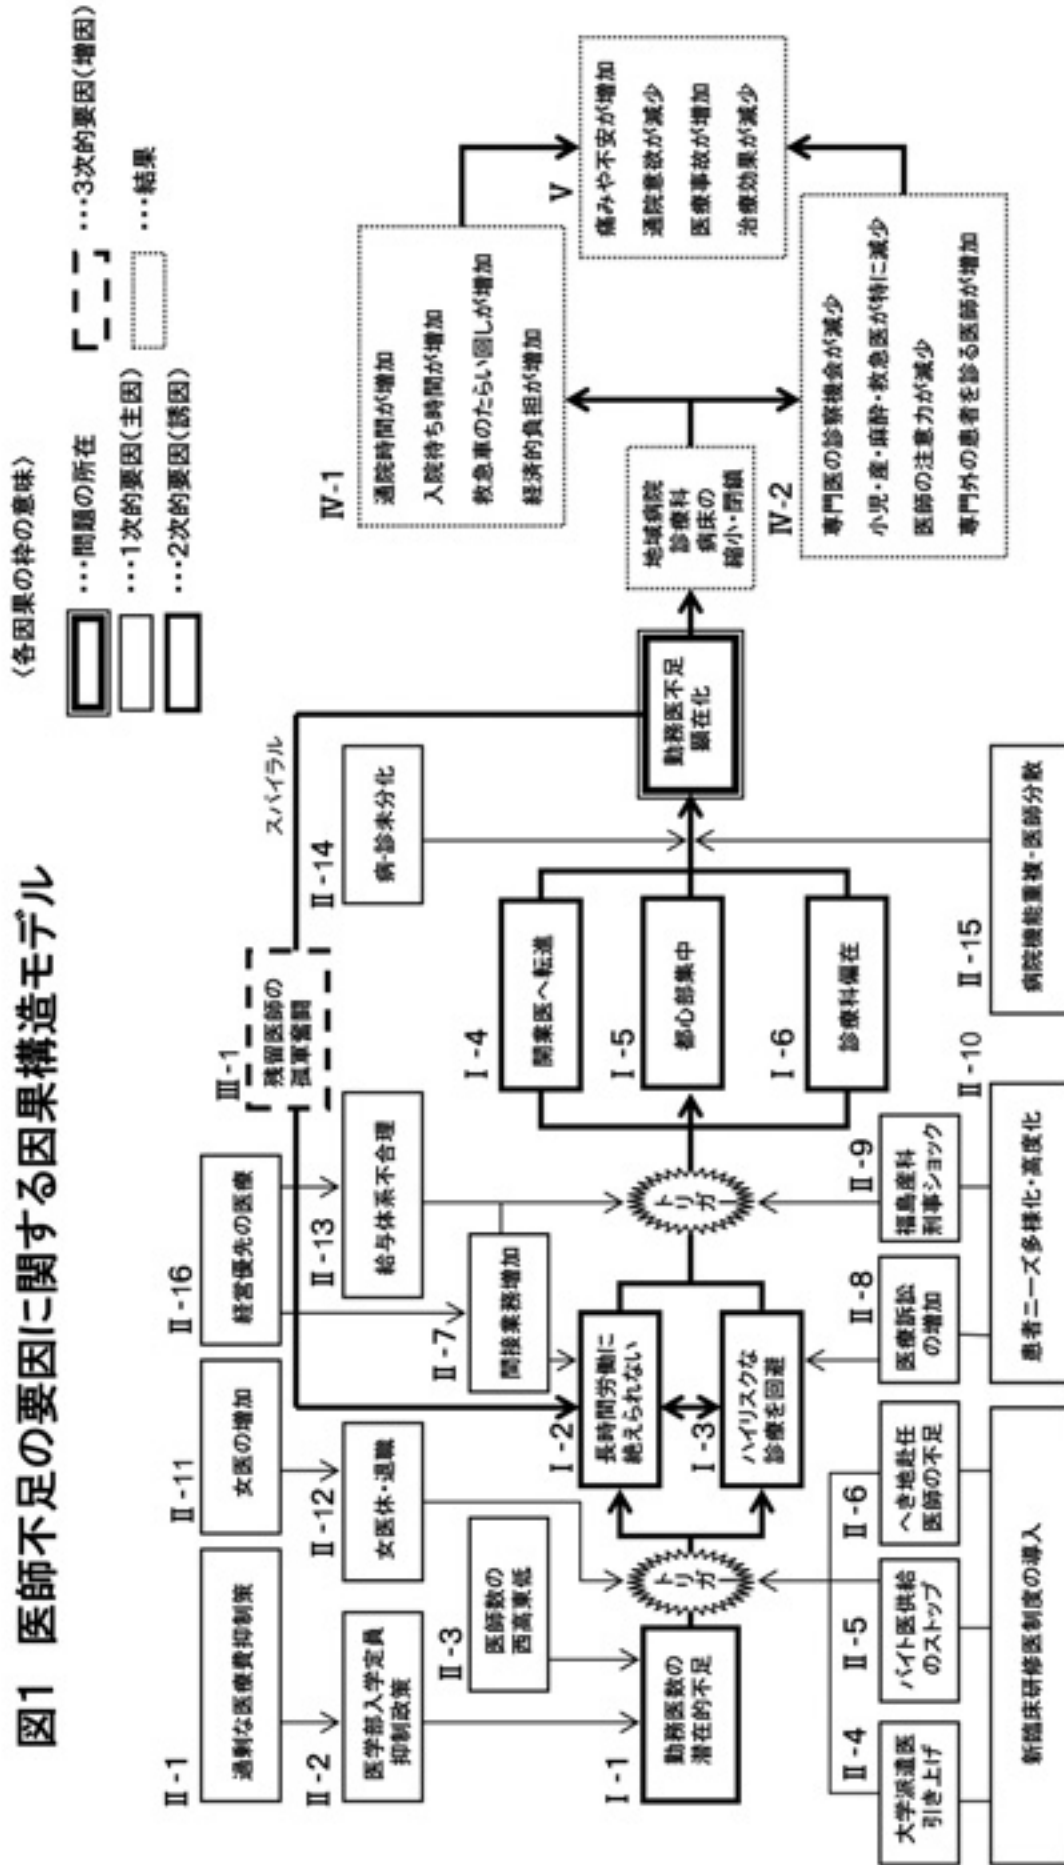 図1 医師不足の要因に関する因果構造モデル
〈各因果の枠の意味〉
…問題の所在
…1次的要因(主因)
…2次的要因(誘因)
…3次的要因(増因)
…結果
Ⅱ-1
過剰な医療費抑制策
Ⅱ-11
女医の増加
Ⅱ-16
経営優先の医療
Ⅲ-1
残留医師の
孤軍奮闘
スパイラル
Ⅱ-2
医学部入学定員
抑制政策
Ⅱ-12
女医休・退職
Ⅱ-13
給与体系不合理
Ⅱ-14
病・診未分化
Ⅱ-3
医師数の
西高東低
Ⅱ-7
間接業務増加
Ⅰ-1
勤務医数の
潜在的不足
トリガ
Ⅰ-2
長時間労働に
絶えられない
Ⅰ-3
ハイリスクな
診療を回避
トリガ
Ⅰ-4
開業医へ転進
Ⅰ-5
都心部集中
Ⅰ-6
診療科偏在
勤務医不足
顕在化
地域病院
診療科
病床の
縮小・閉鎖
Ⅳ-1
通院時間が増加
入院待ち時間が増加
救急車のたらい回しが増加
経済的負担が増加
Ⅳ-2
専門医の診察機会が減少
小児・産・麻酔・救急医が特に減少
医師の注意力が減少
専門外の患者を診る医師が増加
Ⅴ
痛みや不安が増加
通院意欲が減少
医療事故が増加
治療効果が減少
Ⅱ-4
大学派遣医
引き上げ
Ⅱ-5
バイト医供給
のストップ
Ⅱ-6
へき地赴任
医師の不足
Ⅱ-8
医療訴訟
の増加
Ⅱ-9
福島産科
刑事ショック
Ⅱ-10
患者ニーズ多様化・高度化
Ⅱ-15
病院機能重複・医師分散
新臨床研修医制度の導入